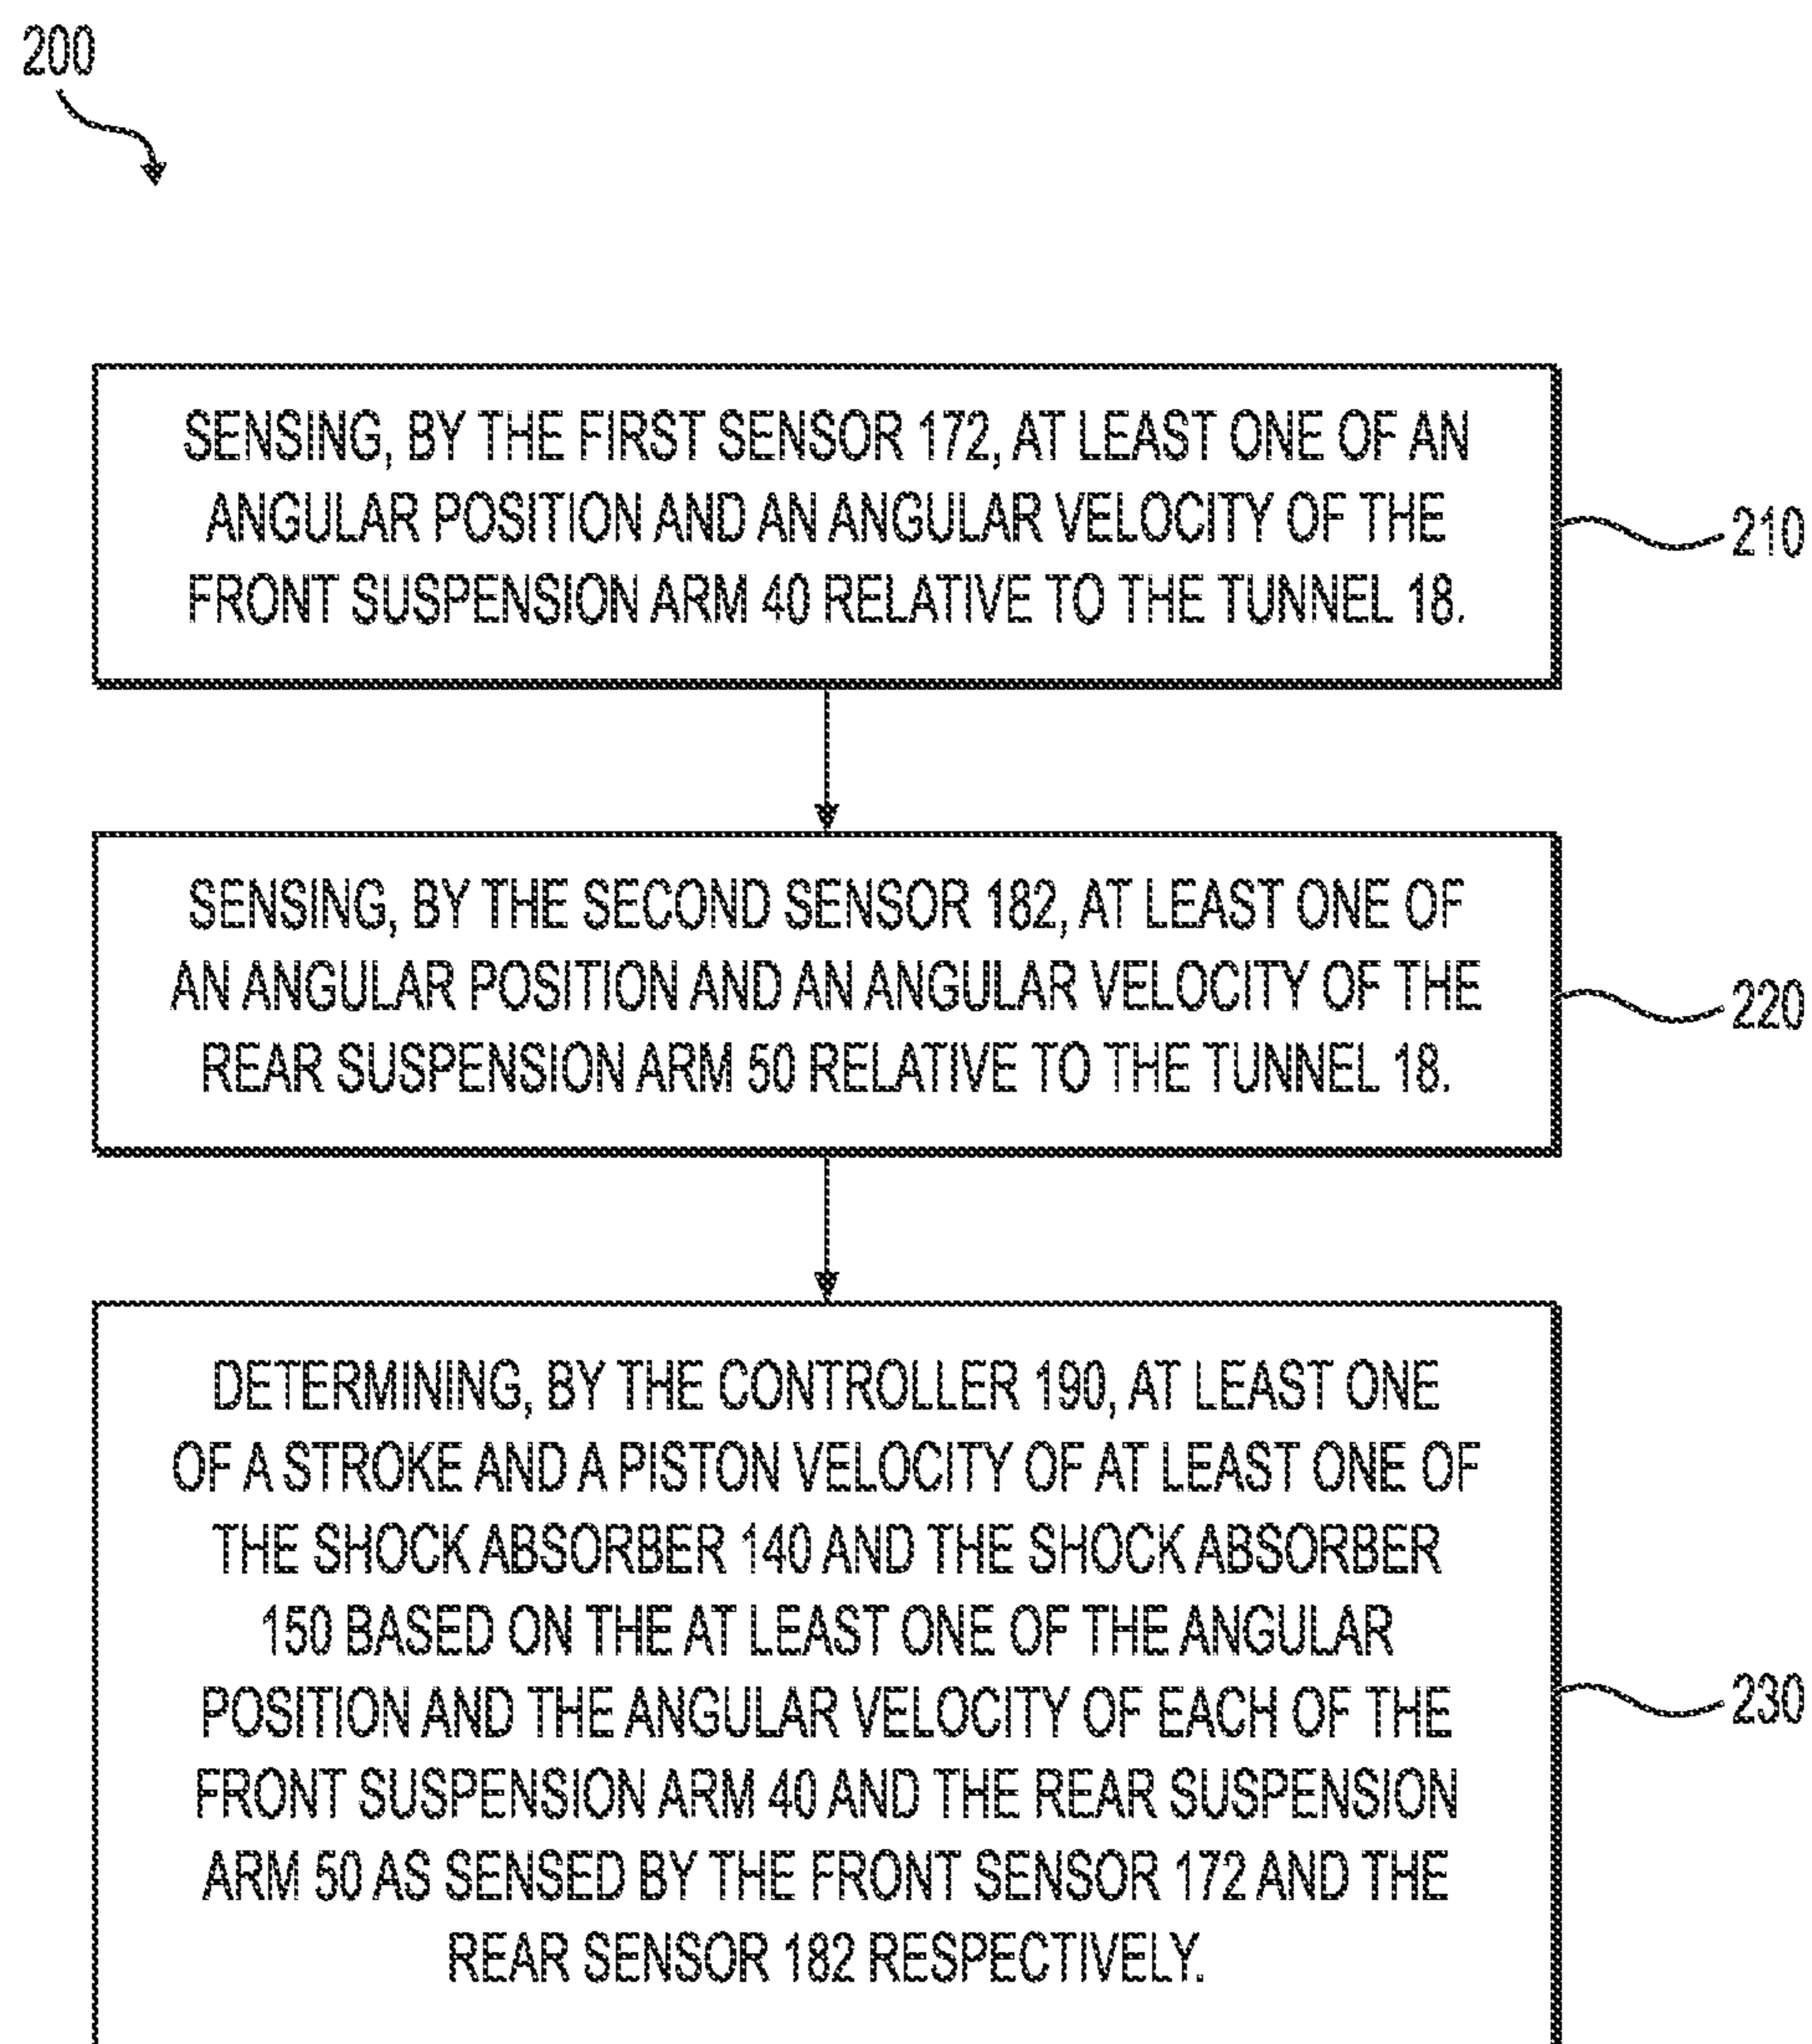 200
SENSING, BY THE FIRST SENSOR 172, AT LEAST ONE OF AN
ANGULAR POSITION AND AN ANGULAR VELOCITY OF THE
FRONT SUSPENSION ARM 40 RELATIVE TO THE TUNNEL 18.
210
SENSING, BY THE SECOND SENSOR 182, AT LEAST ONE OF
AN ANGULAR POSITION AND AN ANGULAR VELOCITY OF THE
REAR SUSPENSION ARM 50 RELATIVE TO THE TUNNEL 18.
220
DETERMINING, BY THE CONTROLLER 190, AT LEAST ONE
OF A STROKE AND A PISTON VELOCITY OF AT LEAST ONE OF
THE SHOCK ABSORBER 140 AND THE SHOCK ABSORBER
150 BASED ON THE AT LEAST ONE OF THE ANGULAR
POSITION AND THE ANGULAR VELOCITY OF EACH OF THE
FRONT SUSPENSION ARM 40 AND THE REAR SUSPENSION
ARM 50 AS SENSED BY THE FRONT SENSOR 172 AND THE
REAR SENSOR 182 RESPECTIVELY.
230